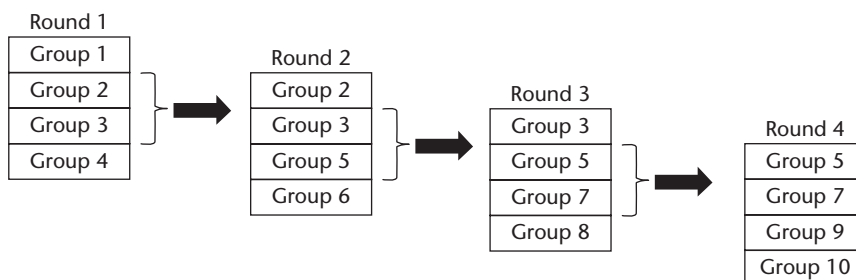 Round 1
Group 1
Group 2
Group 3
Group 4
Round 2
Group 2
Group 3
Group 5
Group 6
Round 3
Group 3
Group 5
Group 7
Group 8
Round 4
Group 5
Group 7
Group 9
Group 10